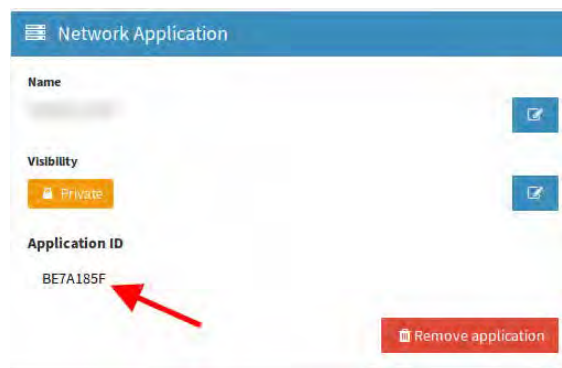 Network Application
Name
Visibility
Private
Application ID
BE7A185F
Remove application